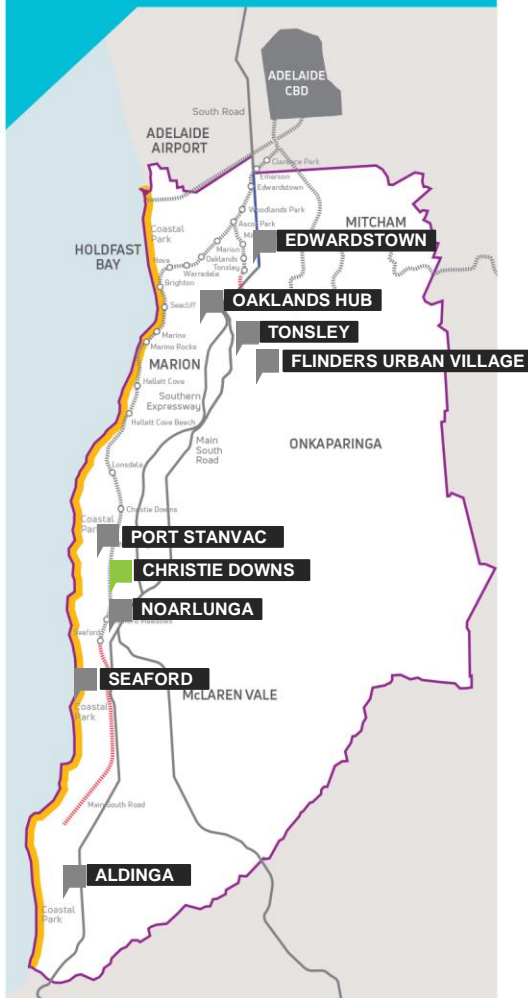 ADELAIDE
CBD
South Road
ADELAIDE
AIRPORT
Clarence Park
Emerson
Edwardstown
Woodlands Park
Coastal
Park
MITCHAM
EDWARDSTOWN
HOLDFAST
BAY
Marion
Hove
Oaklands
Warradale
Tonsley
Brighton
OAKLANDS HUB
Seacliff
TONSLEY
Marino
Marino Rocks
FLINDERS URBAN VILLAGE
MARION
Hallett Cove
Southern
Expressway
Hallett Cove Beach
Main
South
Road
ONKAPARINGA
Lonsdale
Christie Downs
Coastal
Park
PORT STANVAC
CHRISTIE DOWNS
NOARLUNGA
Seaford
SEAFORD
McLAREN VALE
Coastal
Park
Main South Road
ALDINGA
Coastal
Park